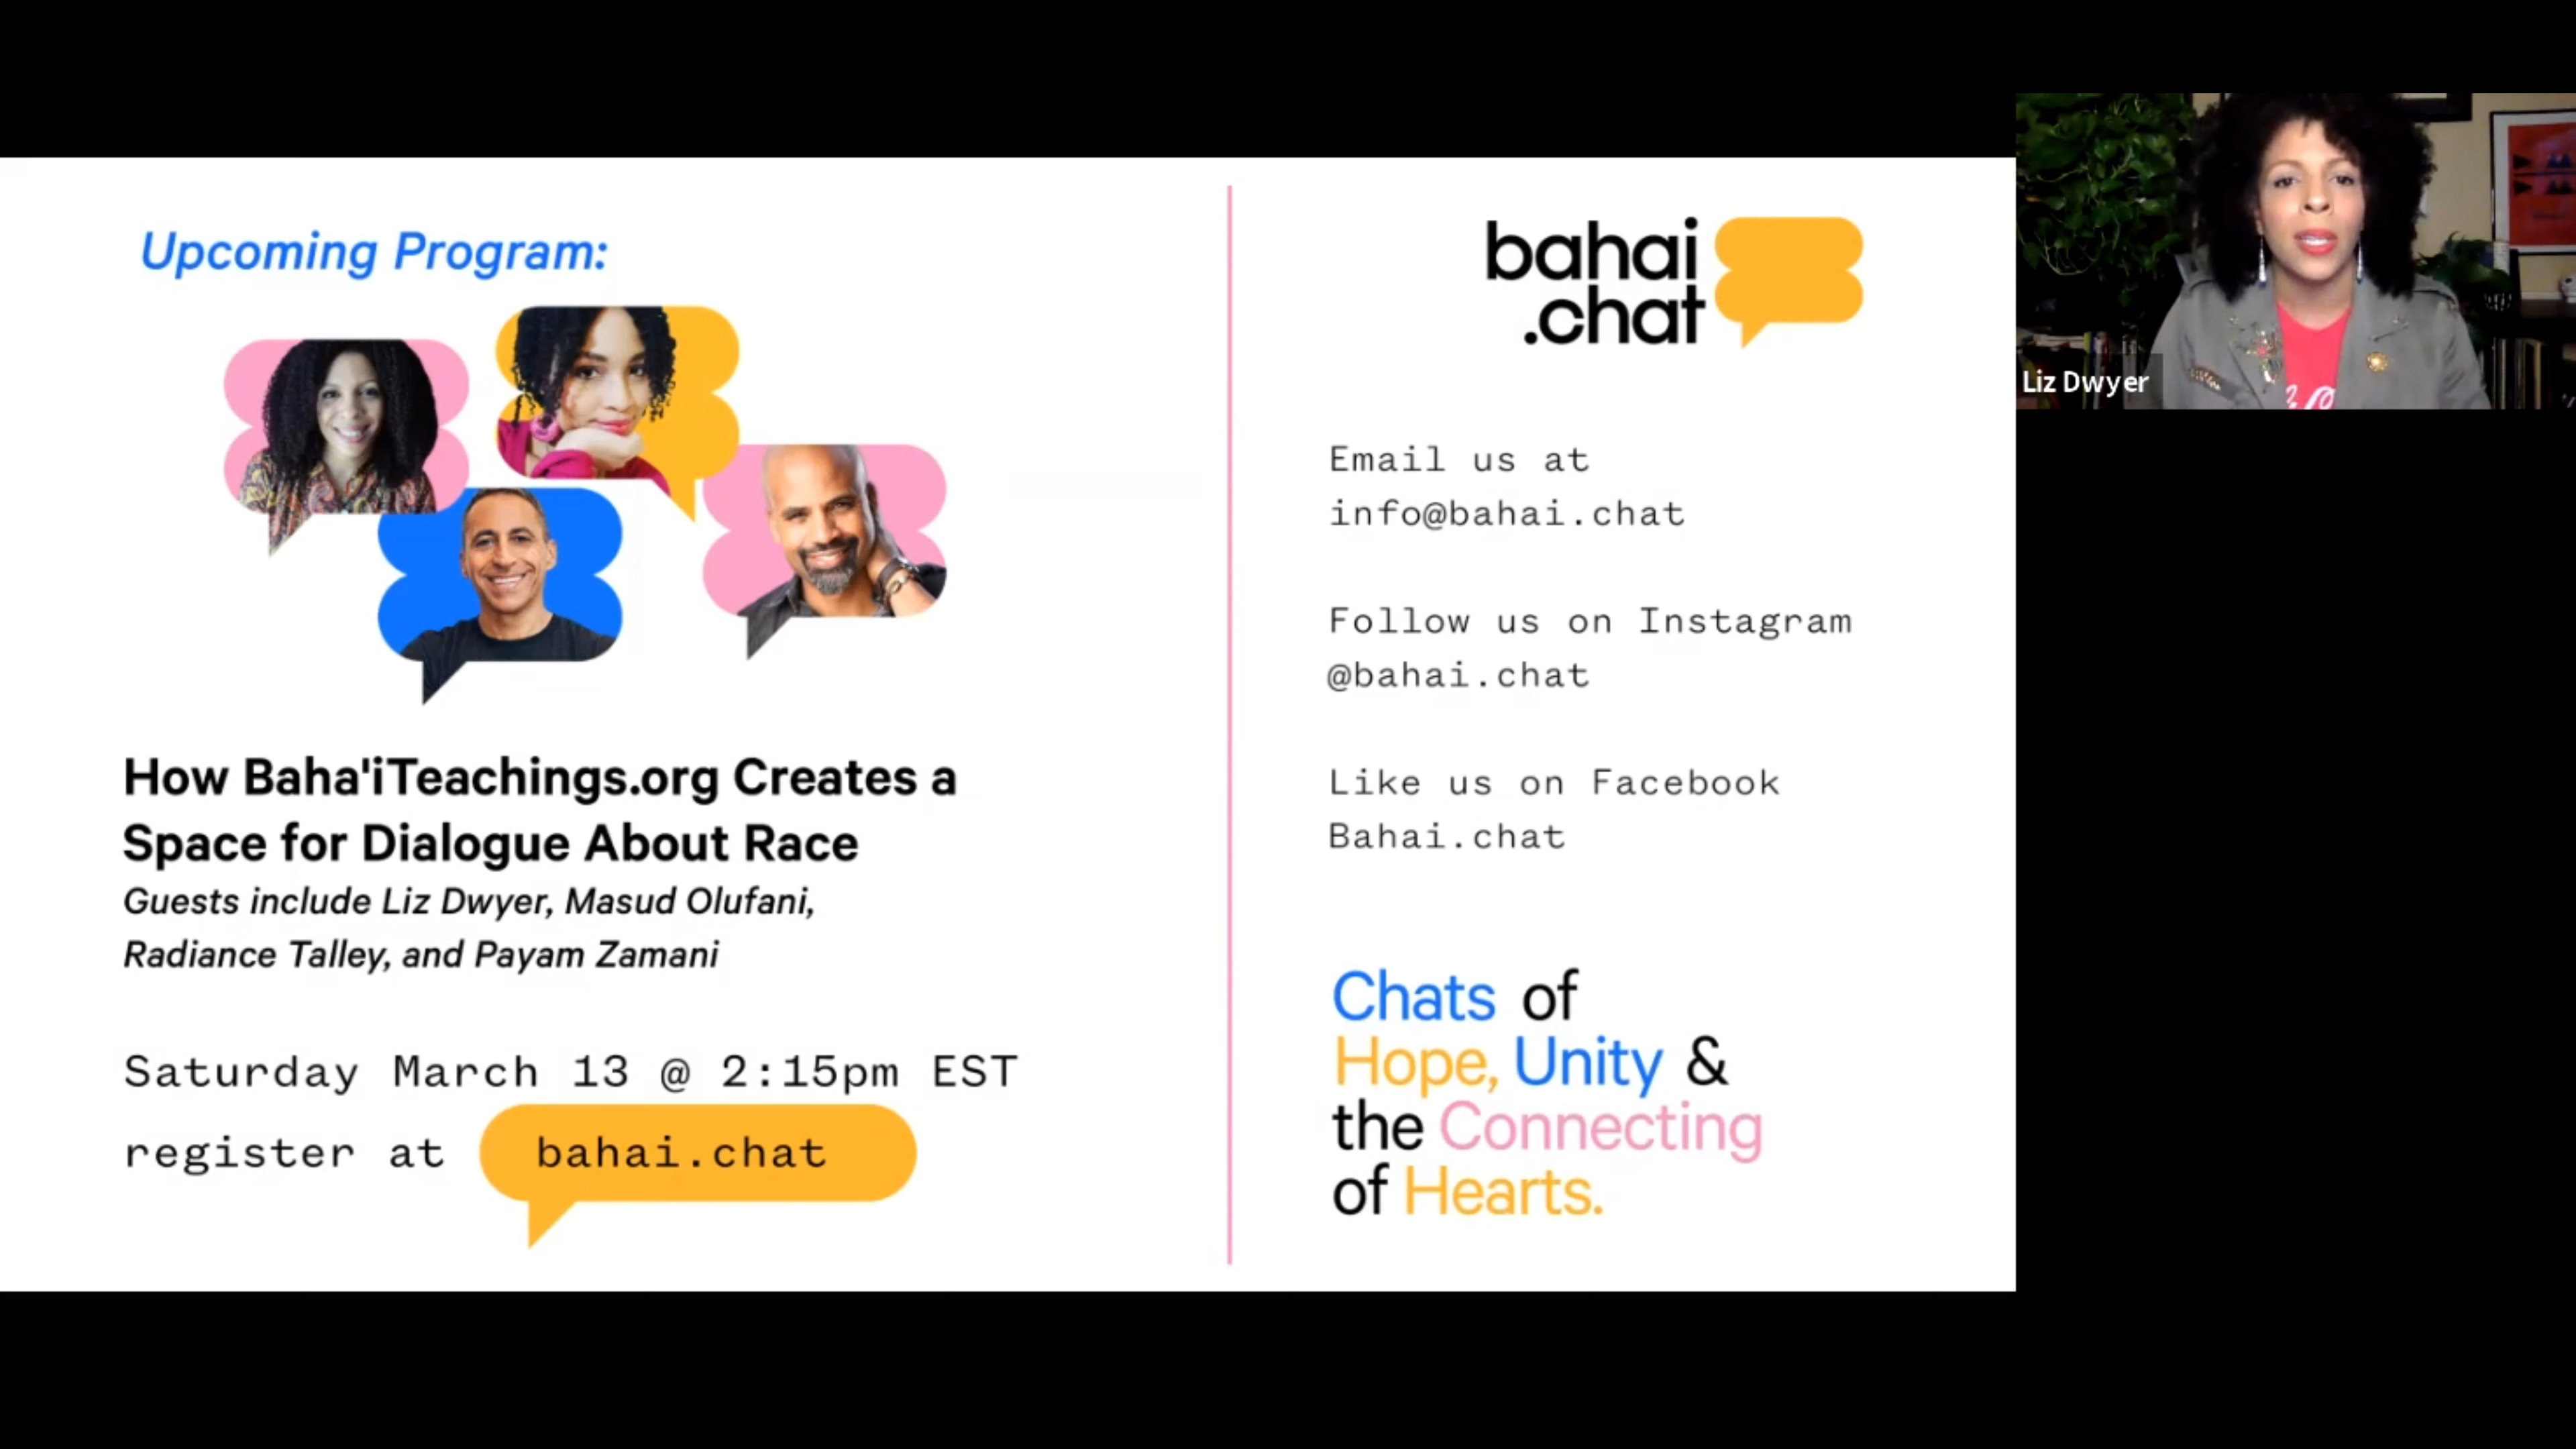 Upcoming Program:
How Baha'iTeachings.org Creates a
Space for Dialogue About Race
Guests include Liz Dwyer, Masud Olufani,
Radiance Talley, and Payam Zamani
Saturday March 13 @ 2:15pm EST
register at bahai.chat
bahai
.chat
Email us at
info@bahai.chat
Follow us on Instagram
@bahai.chat
Like us on Facebook
Bahai.chat
Chats of
Hope, Unity &
the Connecting
of Hearts.
Liz Dwyer